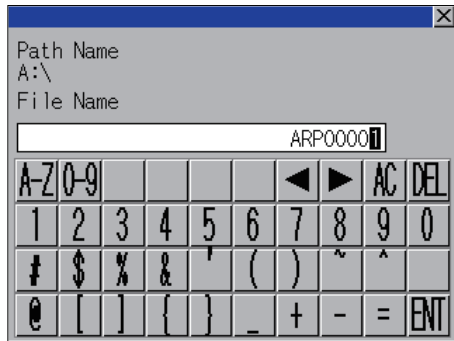 Path Name
A:\
File Name
ARP00001
A-Z 0-9 ◀ ▶ AC DEL
1 2 3 4 5 6 7 8 9 0
# $ % & ' ( ) ~ ^
@ [ ] { } _ + - = ENT